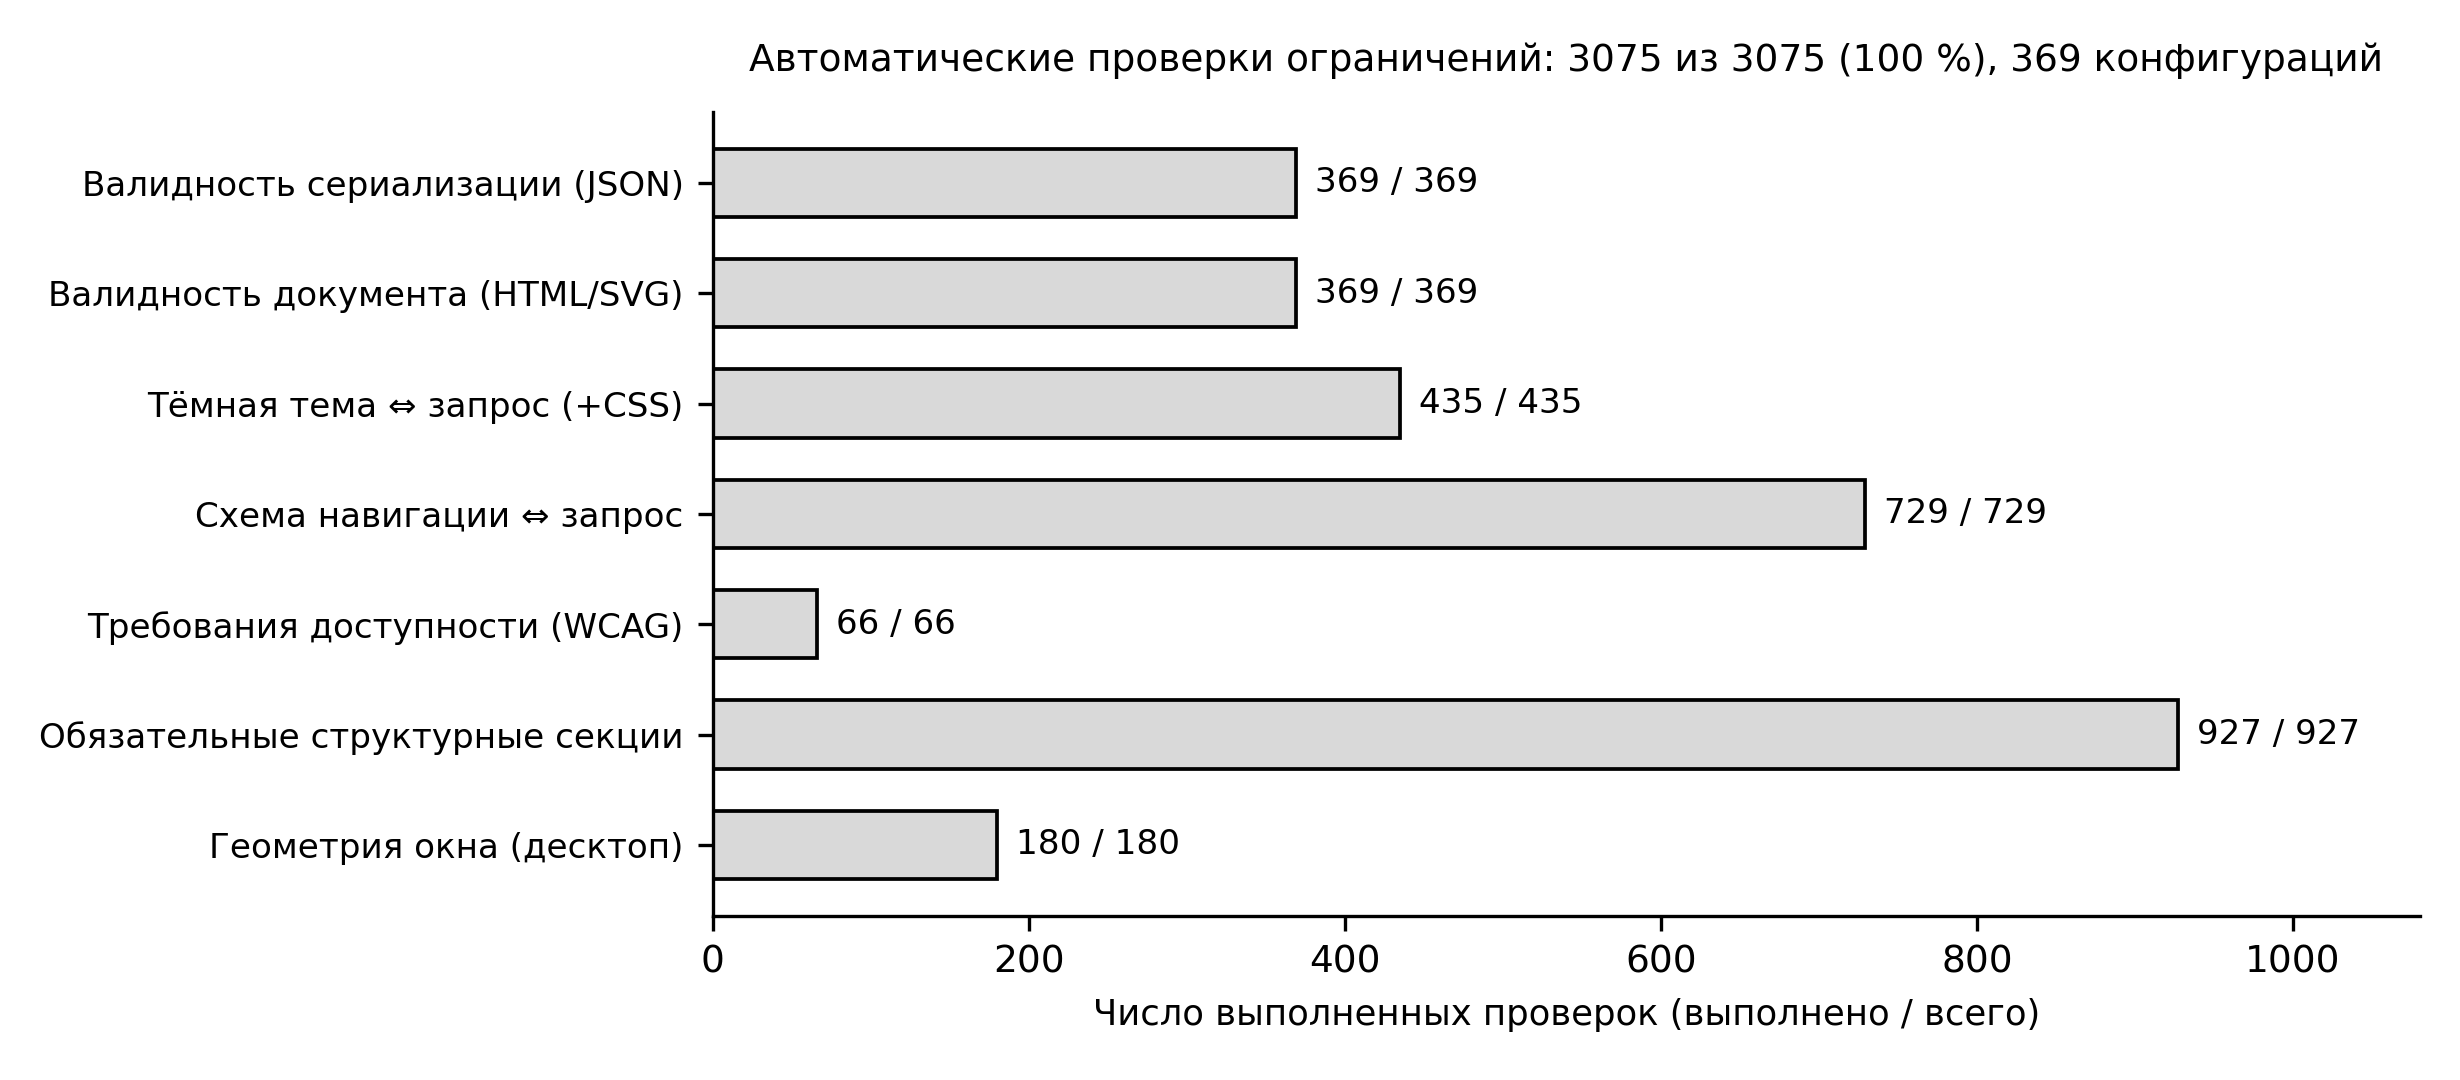 Автоматические проверки ограничений: 3075 из 3075 (100 %), 369 конфигураций
Валидность сериализации (JSON) 369 / 369
Валидность документа (HTML/SVG) 369 / 369
Тёмная тема ⇔ запрос (+CSS) 435 / 435
Схема навигации ⇔ запрос 729 / 729
Требования доступности (WCAG) 66 / 66
Обязательные структурные секции 927 / 927
Геометрия окна (десктоп) 180 / 180
0 200 400 600 800 1000
Число выполненных проверок (выполнено / всего)